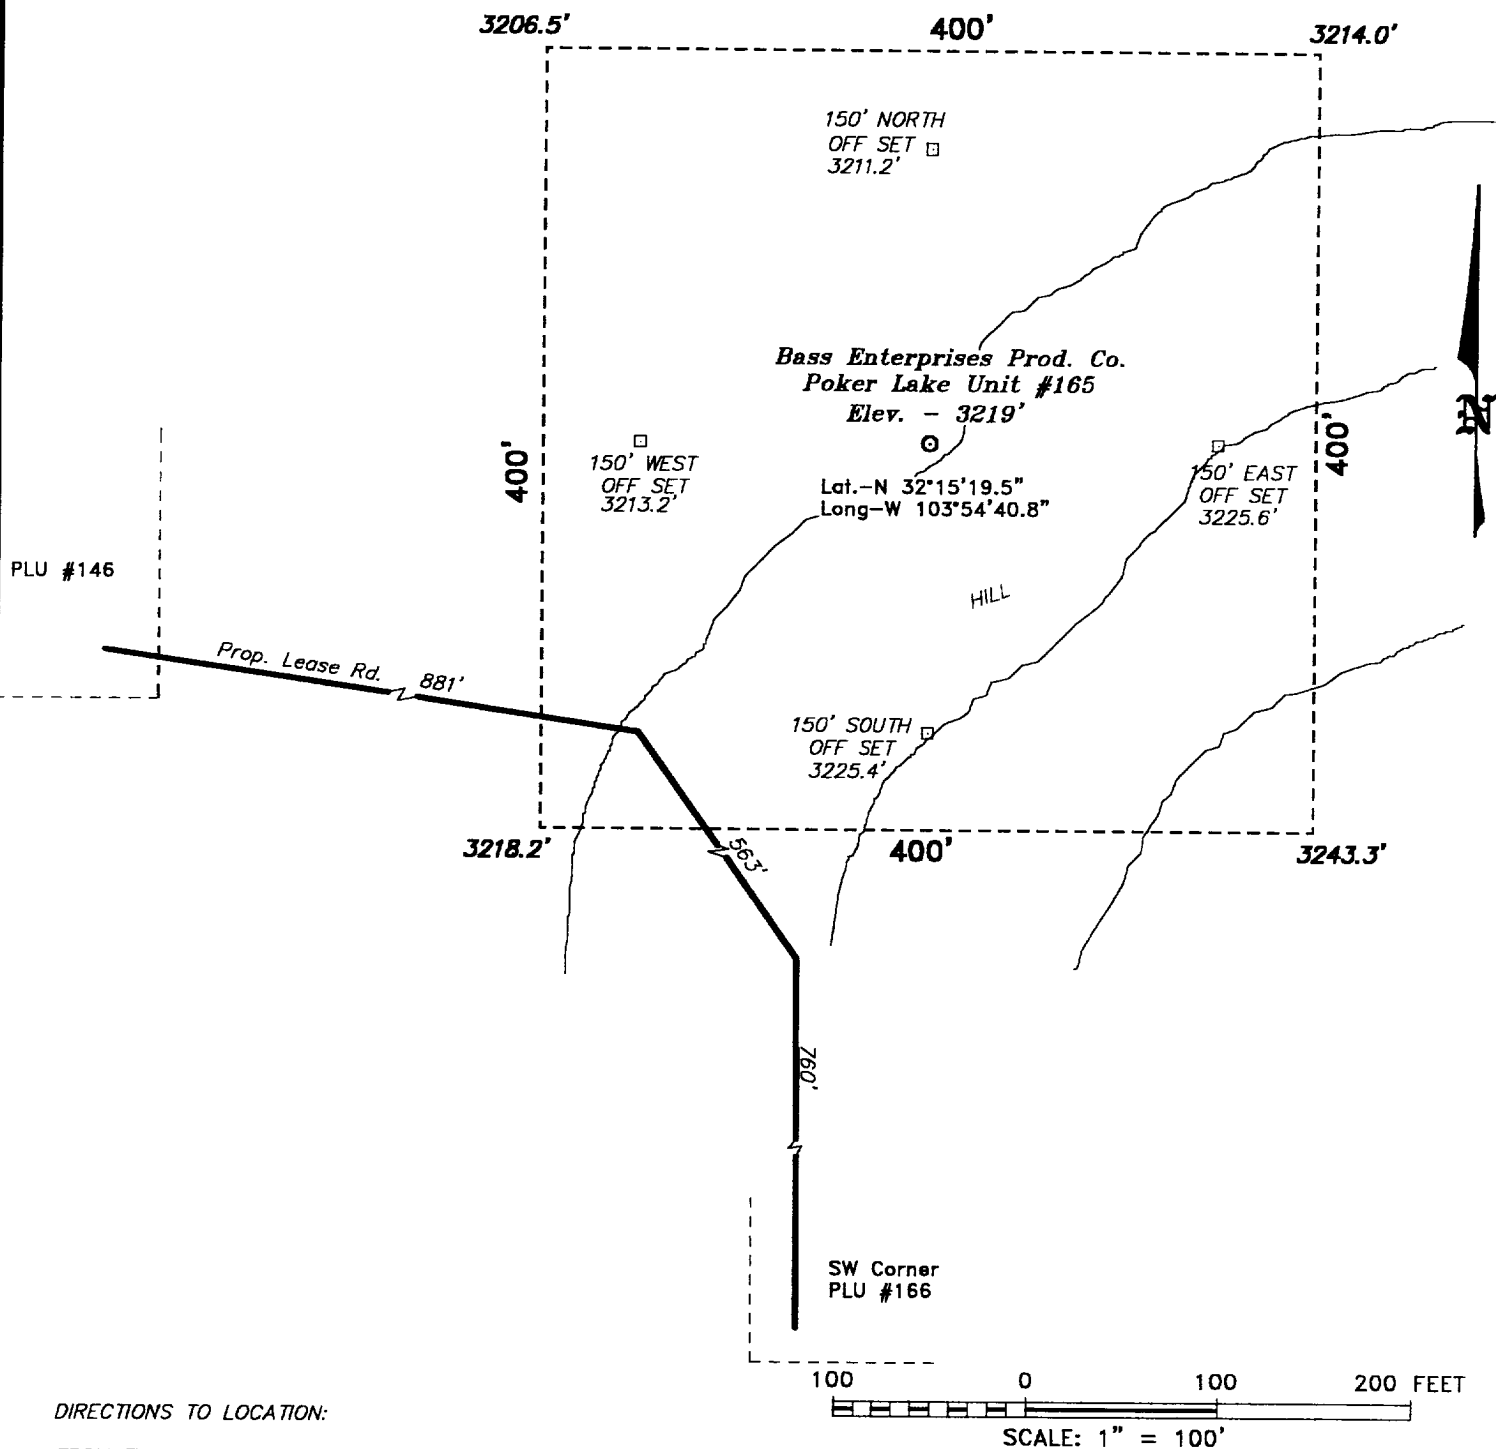 3206.5'
400'
3214.0'
150' NORTH
OFF SET
3211.2'
Bass Enterprises Prod. Co.
Poker Lake Unit #165
Elev. - 3219'
N
400'
400'
150' WEST
OFF SET
3213.2'
150' EAST
OFF SET
3225.6'
Lat.-N 32°15'19.5"
Long-W 103°54'40.8"
PLU #146
HILL
Prop. Lease Rd.
881'
150' SOUTH
OFF SET
3225.4'
3218.2'
563'
400'
3243.3'
760'
SW Corner
PLU #166
100 0 100 200 FEET
SCALE: 1" = 100'
DIRECTIONS TO LOCATION: